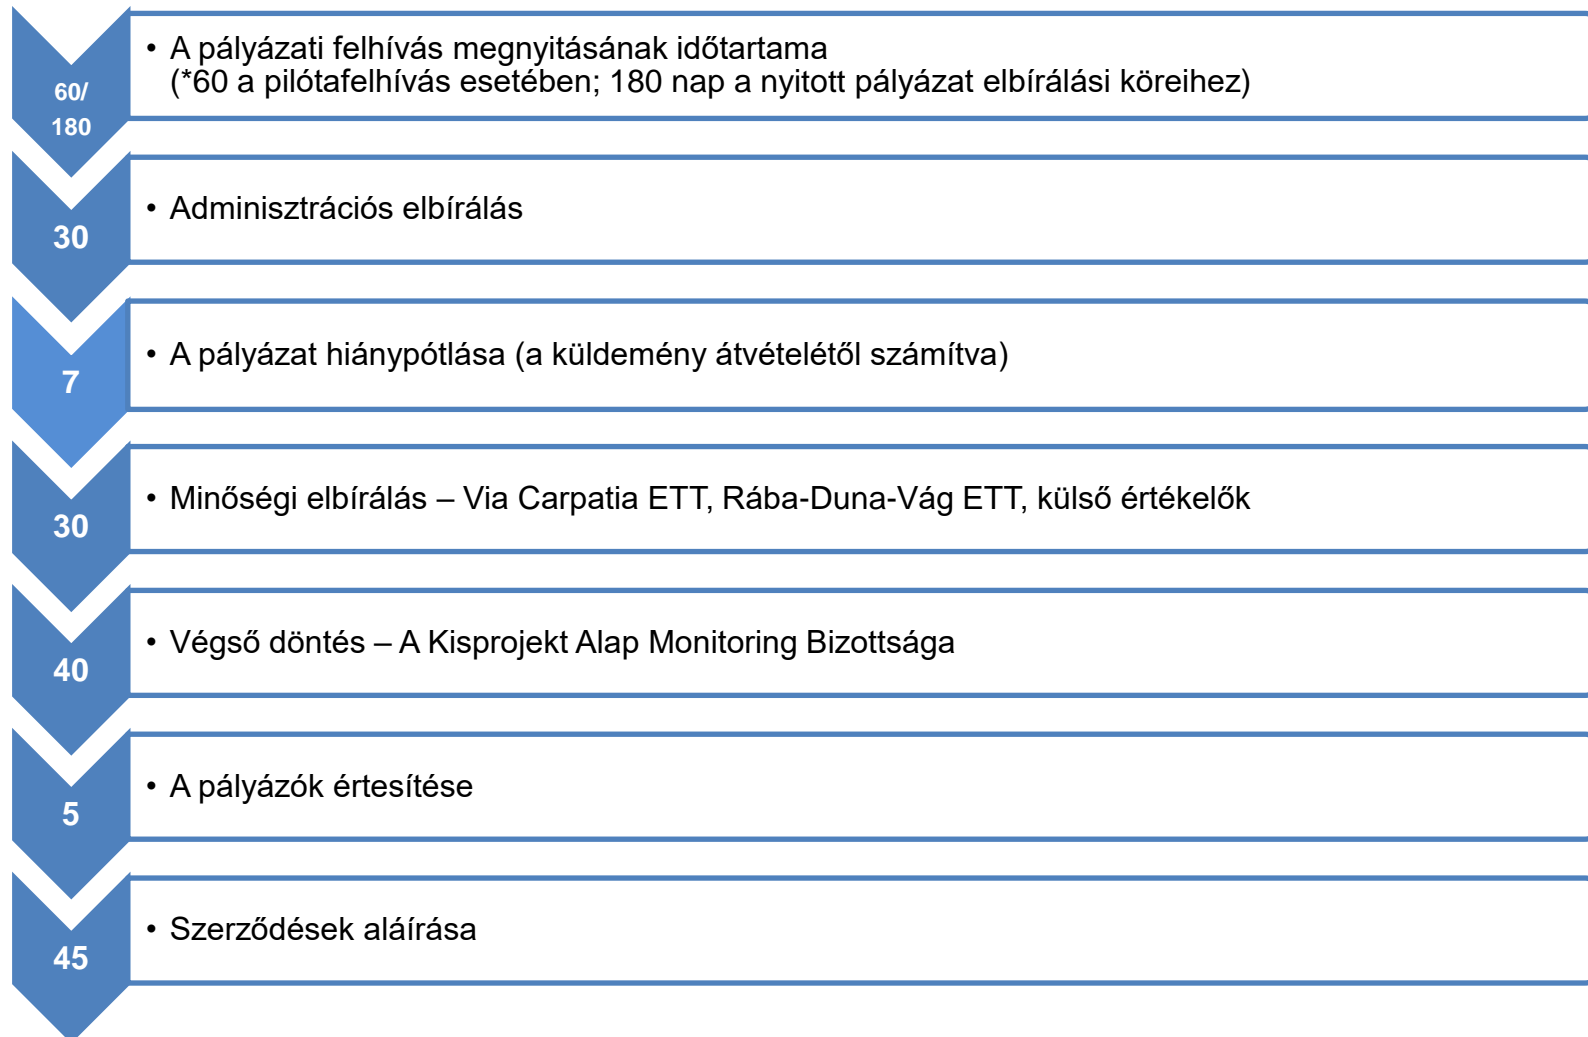 60/
180
• A pályázati felhívás megnyitásának időtartama
(*60 a pilótafelhívás esetében; 180 nap a nyitott pályázat elbírálási köreihez)
30
• Adminisztrációs elbírálás
7
• A pályázat hiánypótlása (a küldemény átvételétől számítva)
30
• Minőségi elbírálás – Via Carpatia ETT, Rába-Duna-Vág ETT, külső értékelők
40
• Végső döntés – A Kisprojekt Alap Monitoring Bizottsága
5
• A pályázók értesítése
45
• Szerződések aláírása